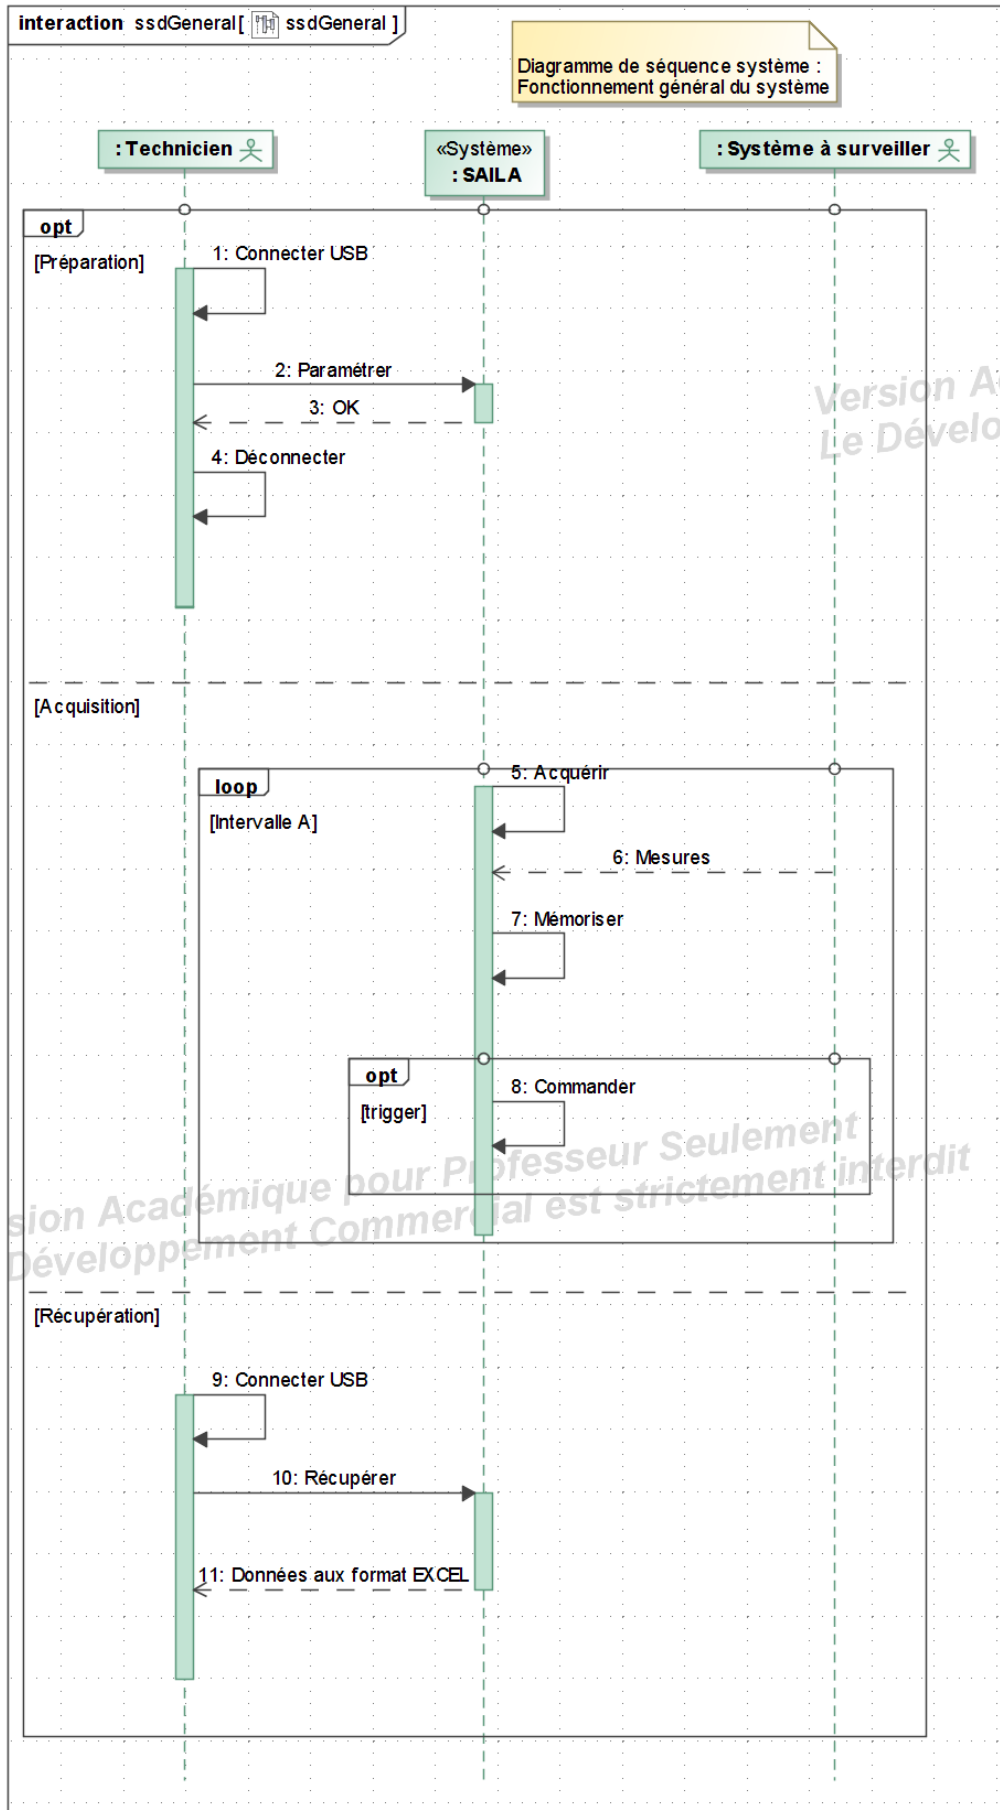 interaction ssdGeneral[ ssdGeneral ]
Diagramme de séquence système :
Fonctionnement général du système
: Technicien
«Système»
: SAILA
: Système à surveiller
opt
[Préparation]
1: Connecter USB
2: Paramétrer
3: OK
Version A
Le Dévelo
4: Déconnecter
[Acquisition]
loop
[Intervalle A]
5: Acquérir
6: Mesures
7: Mémoriser
opt
[trigger]
8: Commander
sion Académique pour Professeur Seulement
Développement Commercial est strictement interdit
[Récupération]
9: Connecter USB
10: Récupérer
11: Données aux format EXCEL